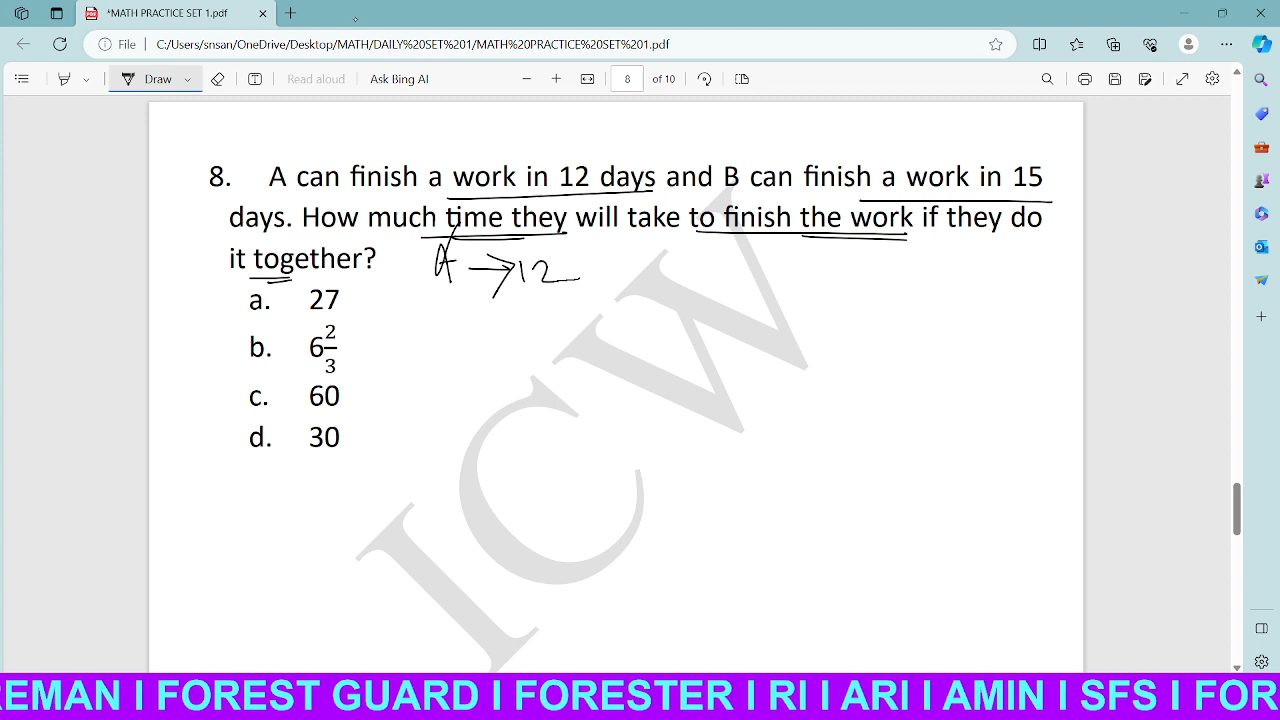 *MATH PRACTICE SET 1.pdf
File C:/Users/snsan/OneDrive/Desktop/MATH/DAILY%20SET%201/MATH%20PRACTICE%20SET%201.pdf
Draw Read aloud Ask Bing AI 8 of 10
8. A can finish a work in 12 days and B can finish a work in 15
days. How much time they will take to finish the work if they do
it together?
A → 12
a. 27
b. 6 2/3
c. 60
d. 30
ICW
REMAN I FOREST GUARD I FORESTER I RI I ARI I AMIN I SFS I FOR